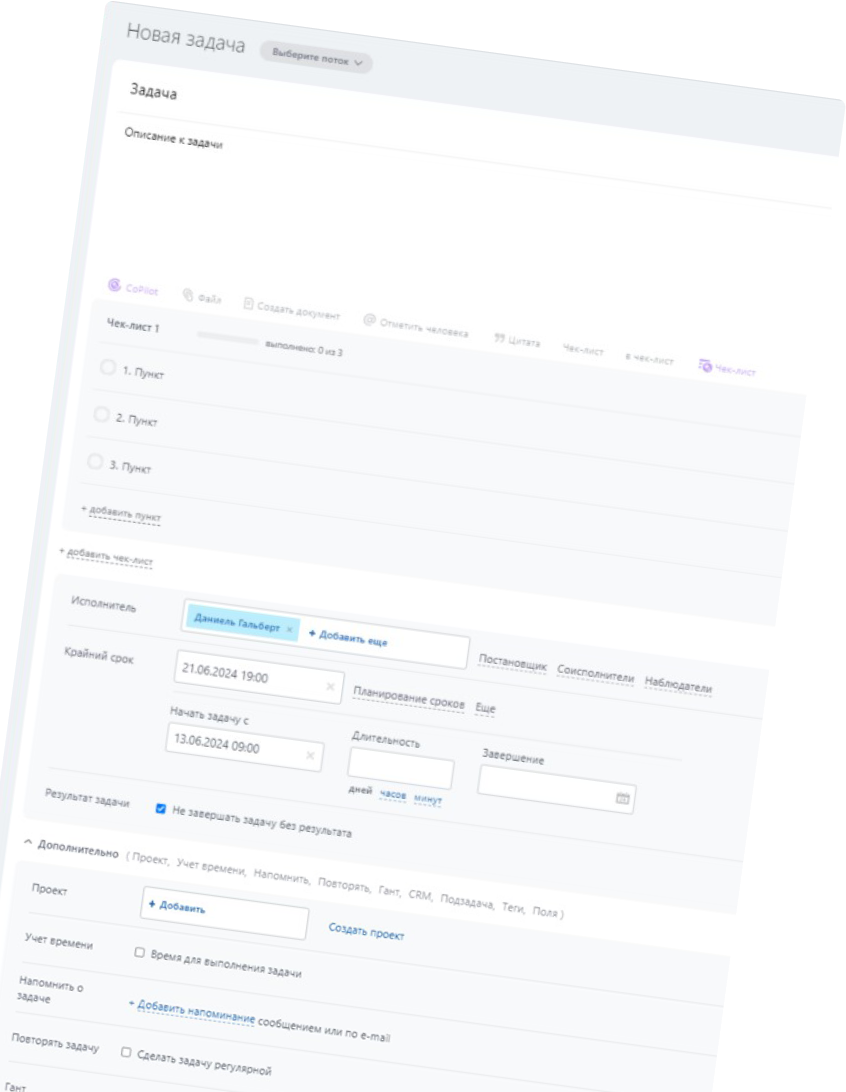 Новая задача Выберите поток
Задача
Описание к задачи
CoPilot Файл Создать документ Отметить человека Цитата Чек-лист в чек-лист Чек-лист
Чек-лист 1 выполнено: 0 из 3
1. Пункт
2. Пункт
3. Пункт
+ добавить пункт
+ добавить чек-лист
Исполнитель Даниель Гальберт × + Добавить еще Постановщик Соисполнители Наблюдатели
Крайний срок 21.06.2024 19:00 × Планирование сроков Еще
Начать задачу с Длительность Завершение
13.06.2024 09:00 ×
дней часов минут
Результат задачи Не завершать задачу без результата
Дополнительно ( Проект, Учет времени, Напомнить, Повторять, Гант, CRM, Подзадача, Теги, Поля )
Проект + Добавить Создать проект
Учет времени Время для выполнения задачи
Напомнить о
задаче + Добавить напоминание сообщением или по e-mail
Повторять задачу Сделать задачу регулярной
Гант